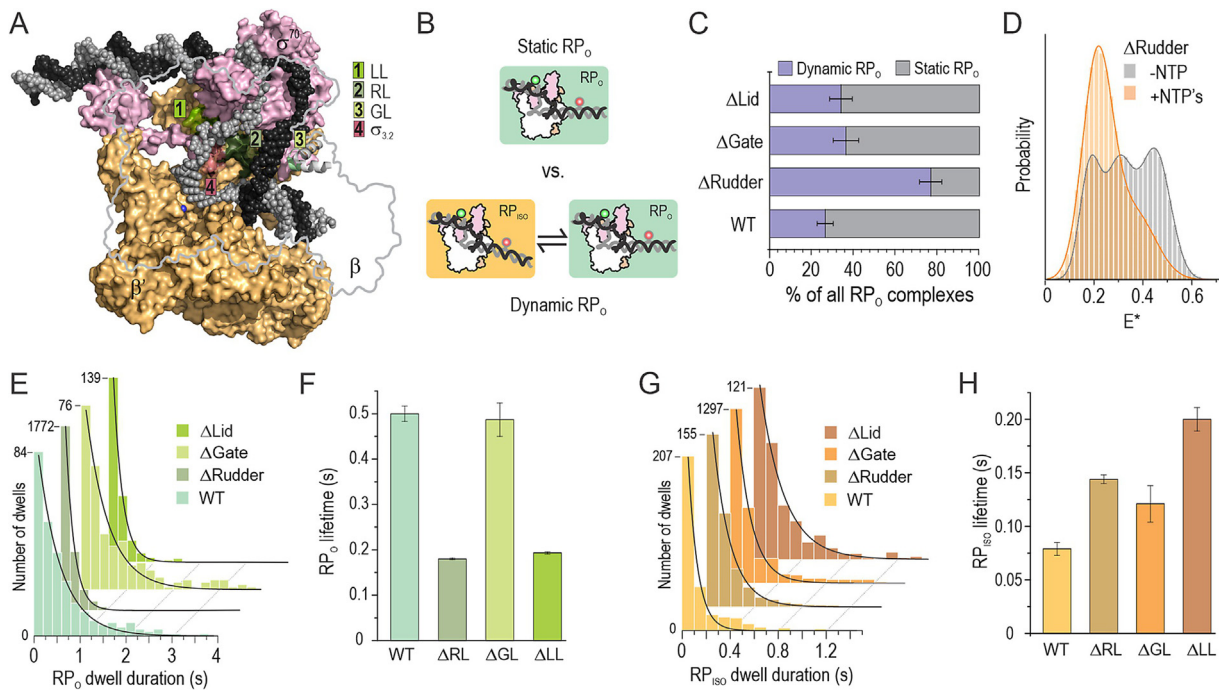 A
σ⁷⁰
1 LL
2 RL
3 GL
4 σ₃.₂
1
2
3
4
β'
β
B
Static RPₒ
RPₒ
vs.
RP_ISO
RPₒ
Dynamic RPₒ
C
Dynamic RPₒ
Static RPₒ
ΔLid
ΔGate
ΔRudder
WT
0 20 40 60 80 100
% of all RPₒ complexes
D
ΔRudder
-NTP
+NTP's
Probability
0 0.2 0.4 0.6
E*
E
139
76
1772
84
0
Number of dwells
ΔLid
ΔGate
ΔRudder
WT
0 1 2 3 4
RPₒ dwell duration (s)
F
RPₒ lifetime (s)
0.5
0.4
0.3
0.2
0.1
0
WT ΔRL ΔGL ΔLL
G
121
1297
155
207
0
Number of dwells
ΔLid
ΔGate
ΔRudder
WT
0 0.4 0.8 1.2
RP_ISO dwell duration (s)
H
RP_ISO lifetime (s)
0.20
0.15
0.10
0.05
0
WT ΔRL ΔGL ΔLL